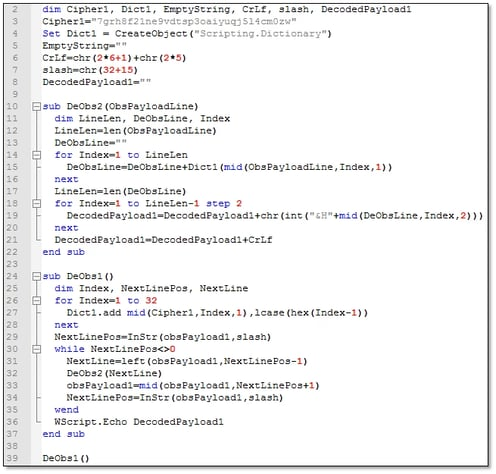 2 dim Cipher1, Dict1, EmptyString, CrLf, slash, DecodedPayload1
3 Cipher1="7grh8f21ne9vdtsp3oaiyuqj5l4cm0zw"
4 Set Dict1 = CreateObject("Scripting.Dictionary")
5 EmptyString=""
6 CrLf=chr(2*6+1)+chr(2*5)
7 slash=chr(32+15)
8 DecodedPayload1=""
9
10 sub DeObs2(ObsPayloadLine)
11 dim LineLen, DeObsLine, Index
12 LineLen=len(ObsPayloadLine)
13 DeObsLine=""
14 for Index=1 to LineLen
15 DeObsLine=DeObsLine+Dict1(mid(ObsPayloadLine,Index,1))
16 next
17 LineLen=len(DeObsLine)
18 for Index=1 to LineLen-1 step 2
19 DecodedPayload1=DecodedPayload1+chr(int("&H"+mid(DeObsLine,Index,2)))
20 next
21 DecodedPayload1=DecodedPayload1+CrLf
22 end sub
23
24 sub DeObs1()
25 dim Index, NextLinePos, NextLine
26 for Index=1 to 32
27 Dict1.add mid(Cipher1,Index,1),lcase(hex(Index-1))
28 next
29 NextLinePos=InStr(obsPayload1,slash)
30 while NextLinePos<>0
31 NextLine=left(obsPayload1,NextLinePos-1)
32 DeObs2(NextLine)
33 obsPayload1=mid(obsPayload1,NextLinePos+1)
34 NextLinePos=InStr(obsPayload1,slash)
35 wend
36 WScript.Echo DecodedPayload1
37 end sub
38
39 DeObs1()